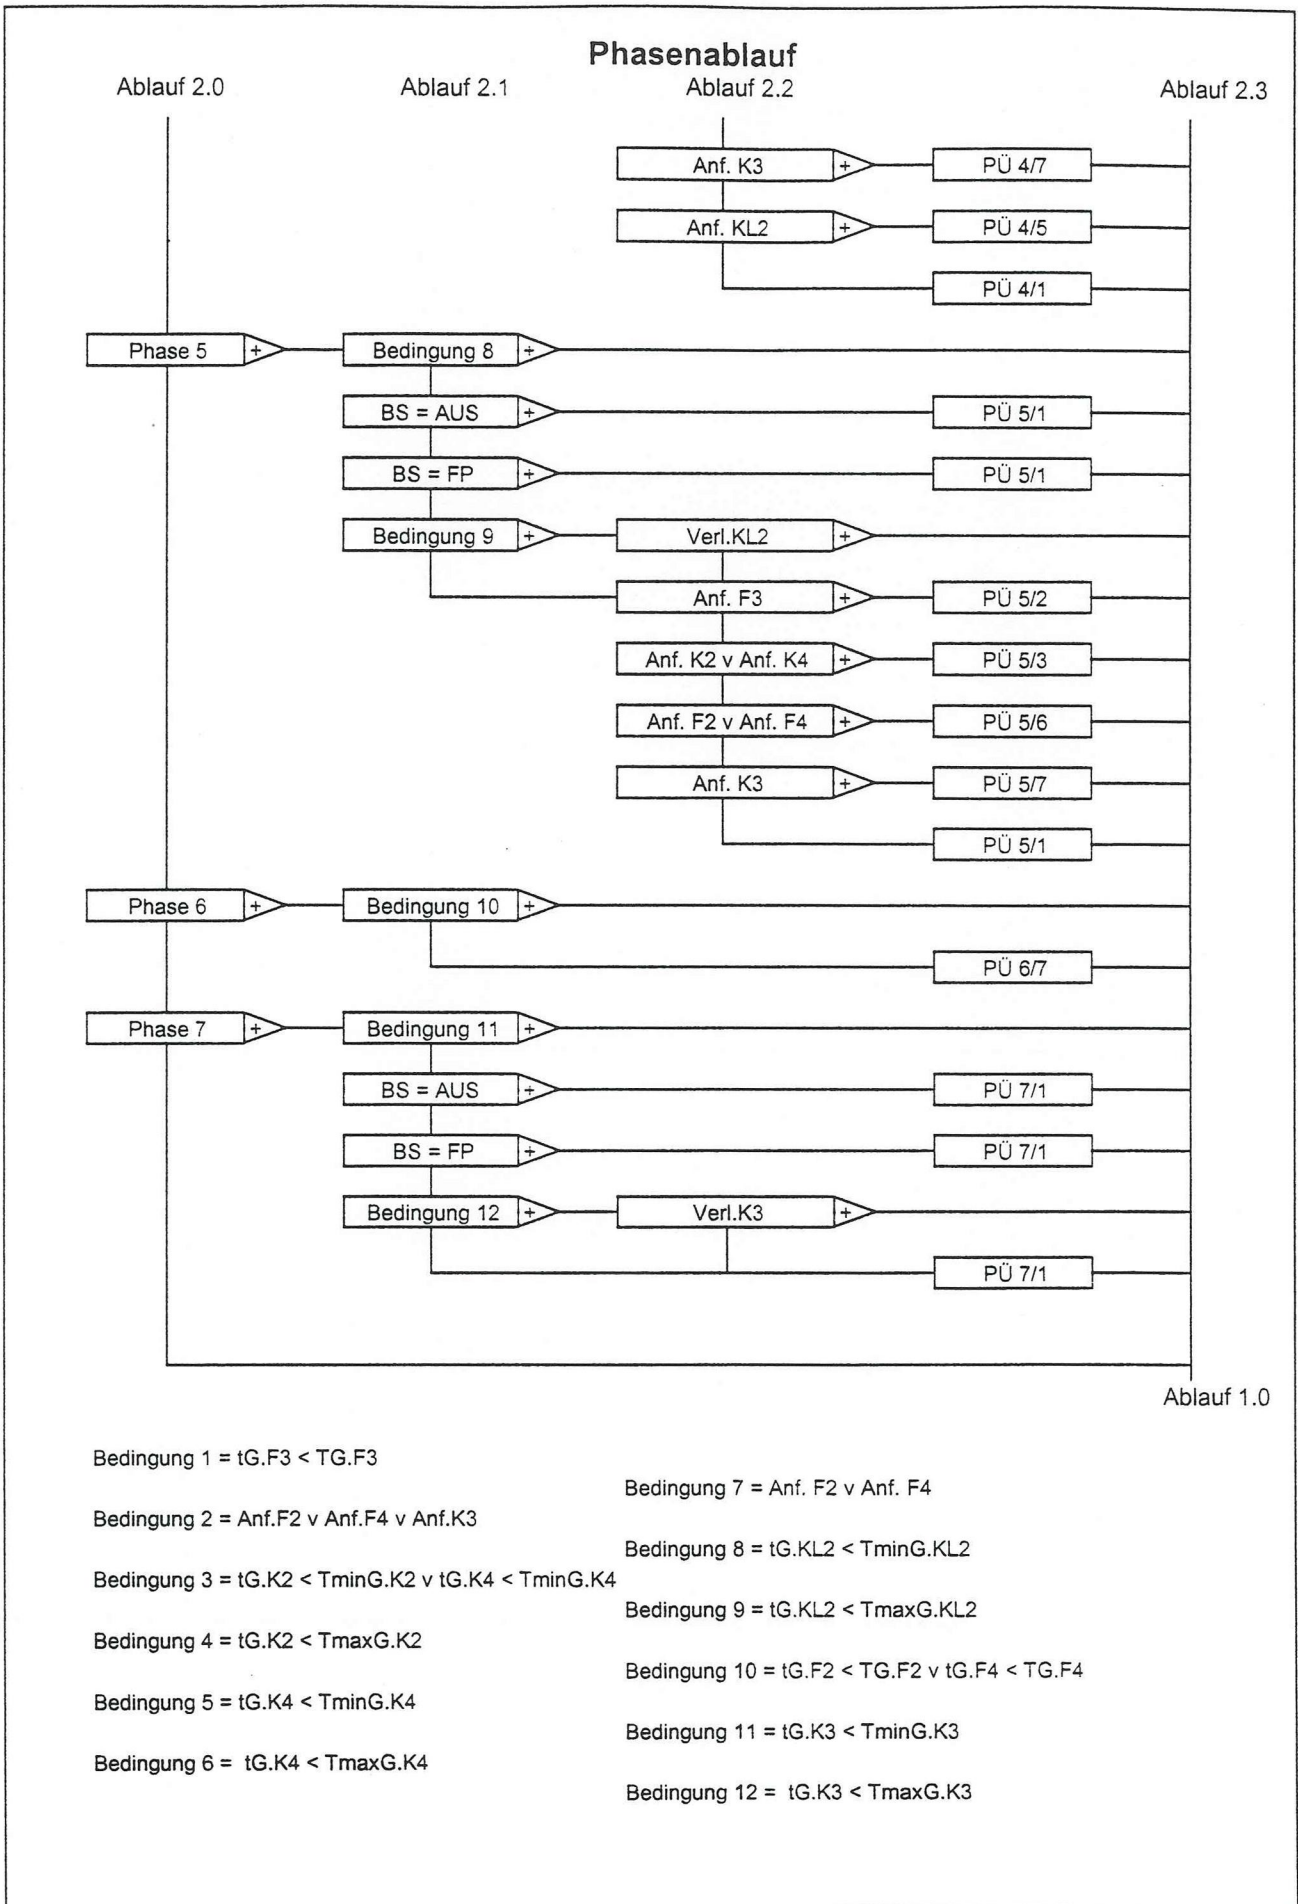 Phasenablauf
Ablauf 2.0 Ablauf 2.1 Ablauf 2.2 Ablauf 2.3
Anf. K3 + PÜ 4/7
Anf. KL2 + PÜ 4/5
PÜ 4/1
Phase 5 + Bedingung 8 +
BS = AUS + PÜ 5/1
BS = FP + PÜ 5/1
Bedingung 9 + Verl.KL2 +
Anf. F3 + PÜ 5/2
Anf. K2 v Anf. K4 + PÜ 5/3
Anf. F2 v Anf. F4 + PÜ 5/6
Anf. K3 + PÜ 5/7
PÜ 5/1
Phase 6 + Bedingung 10 +
PÜ 6/7
Phase 7 + Bedingung 11 +
BS = AUS + PÜ 7/1
BS = FP + PÜ 7/1
Bedingung 12 + Verl.K3 +
PÜ 7/1
Ablauf 1.0
Bedingung 1 = tG.F3 < TG.F3
Bedingung 2 = Anf.F2 v Anf.F4 v Anf.K3
Bedingung 3 = tG.K2 < TminG.K2 v tG.K4 < TminG.K4
Bedingung 4 = tG.K2 < TmaxG.K2
Bedingung 5 = tG.K4 < TminG.K4
Bedingung 6 = tG.K4 < TmaxG.K4
Bedingung 7 = Anf. F2 v Anf. F4
Bedingung 8 = tG.KL2 < TminG.KL2
Bedingung 9 = tG.KL2 < TmaxG.KL2
Bedingung 10 = tG.F2 < TG.F2 v tG.F4 < TG.F4
Bedingung 11 = tG.K3 < TminG.K3
Bedingung 12 = tG.K3 < TmaxG.K3